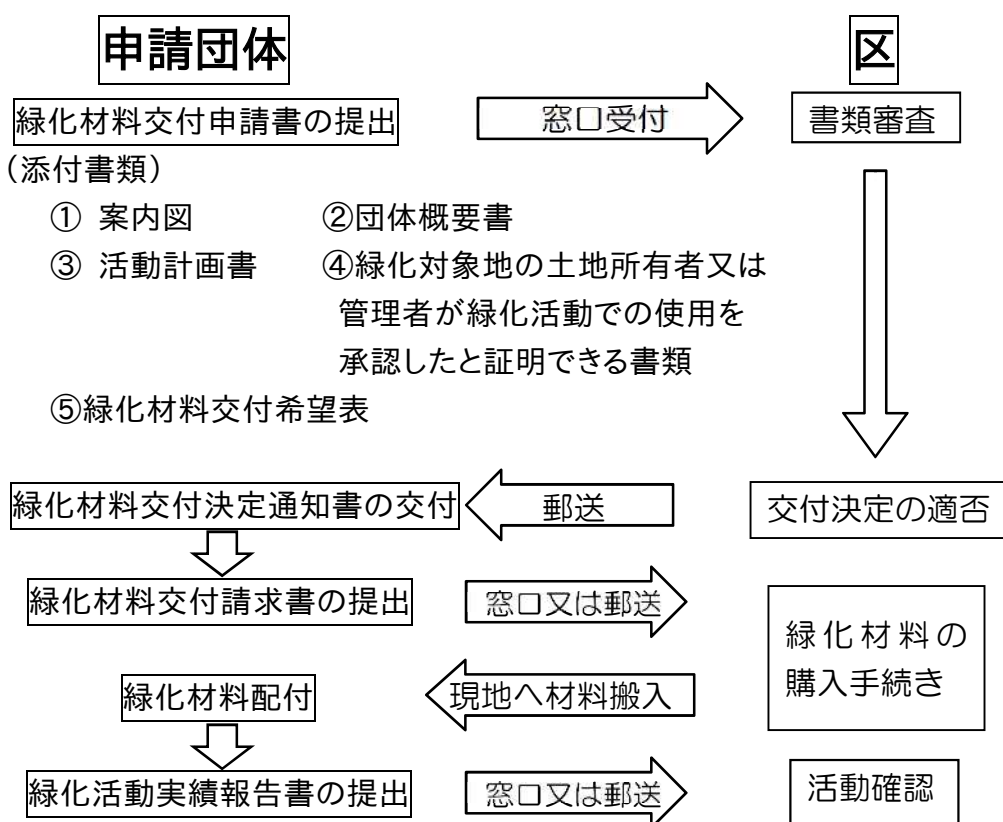 申請団体
区
緑化材料交付申請書の提出
窓口受付
書類審査
（添付書類）
① 案内図
②団体概要書
③ 活動計画書
④緑化対象地の土地所有者又は
管理者が緑化活動での使用を
承認したと証明できる書類
⑤緑化材料交付希望表
緑化材料交付決定通知書の交付
郵送
交付決定の適否
緑化材料交付請求書の提出
窓口又は郵送
緑化材料の
購入手続き
緑化材料配付
現地へ材料搬入
緑化活動実績報告書の提出
窓口又は郵送
活動確認